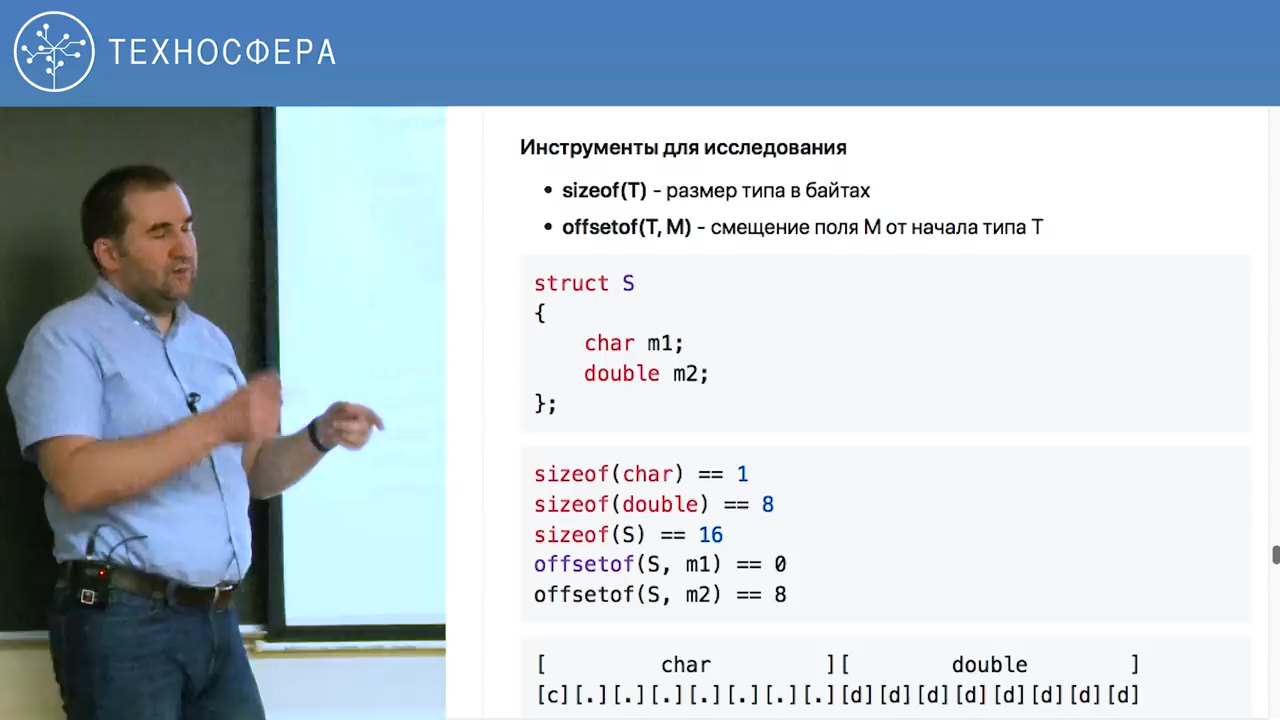 ТЕХНОСФЕРА
Инструменты для исследования
• sizeof(T) - размер типа в байтах
• offsetof(T, M) - смещение поля M от начала типа T
struct S
{
    char m1;
    double m2;
};
sizeof(char) == 1
sizeof(double) == 8
sizeof(S) == 16
offsetof(S, m1) == 0
offsetof(S, m2) == 8
[         char         ][        double        ]
[c][.][.][.][.][.][.][.][d][d][d][d][d][d][d][d]